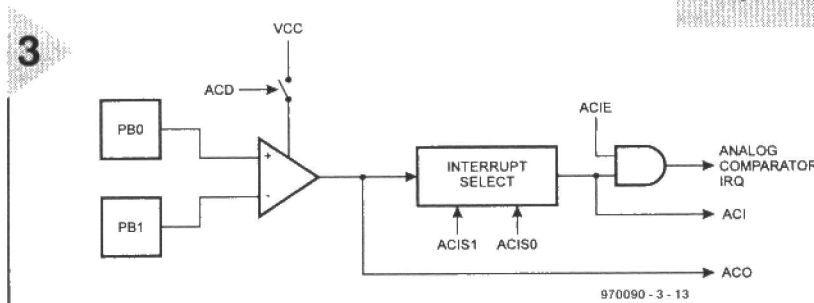 3
VCC
ACD
PB0
PB1
+
-
INTERRUPT
SELECT
ACIS1 ACIS0
ACIE
ANALOG
COMPARATOR
IRQ
ACI
ACO
970090 - 3 - 13